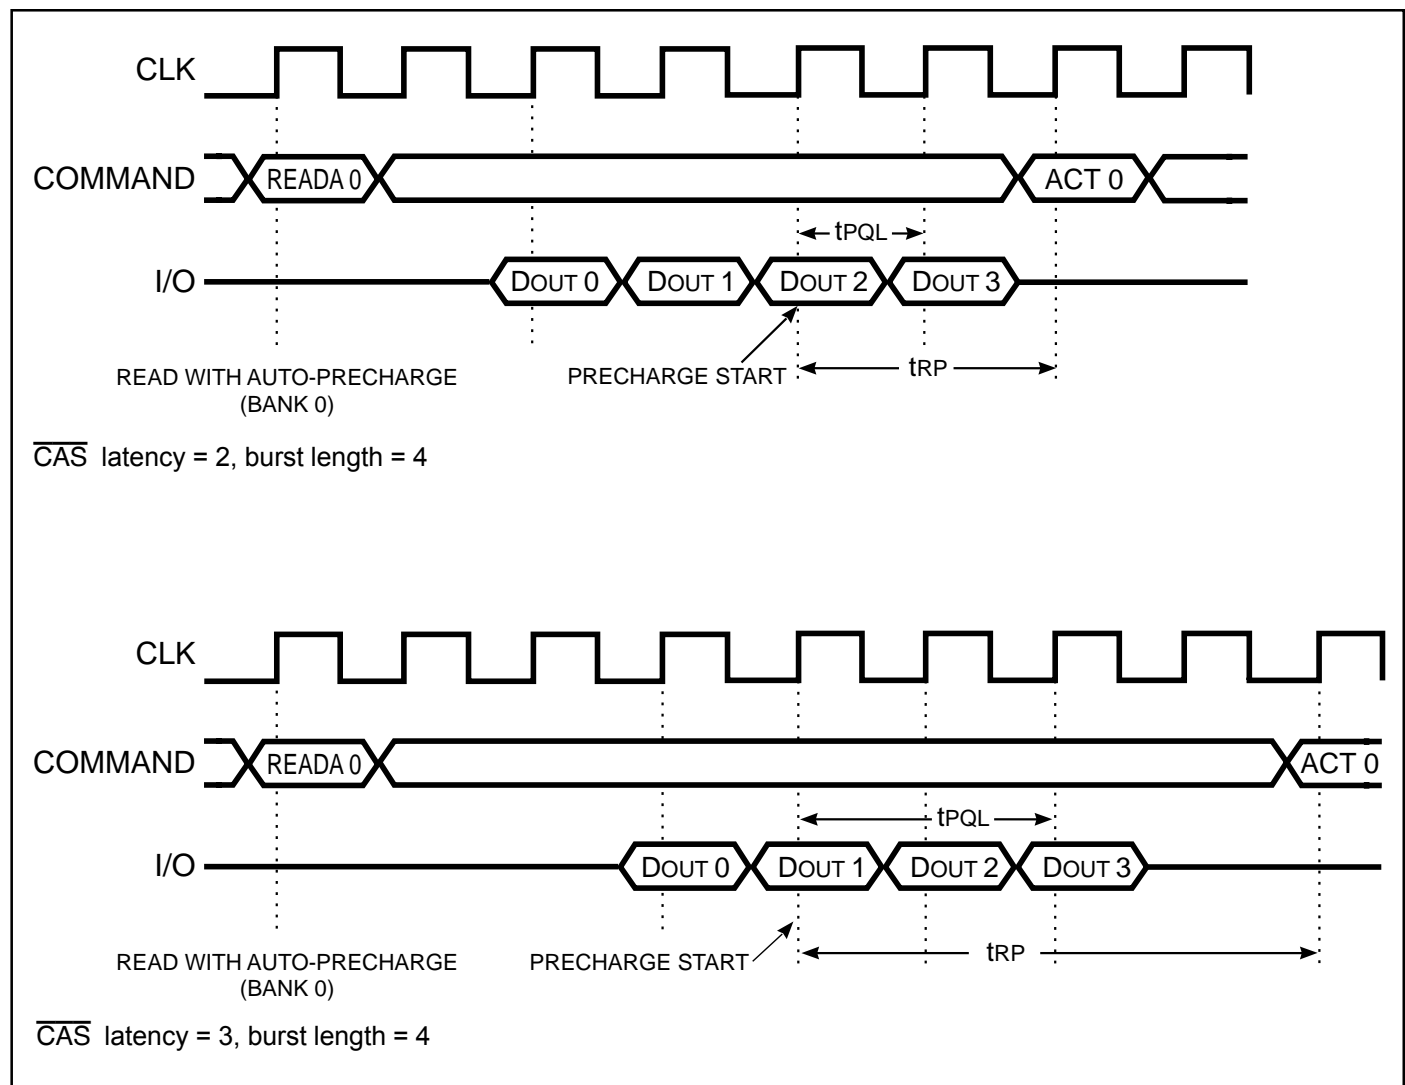 CLK
COMMAND
READA 0
ACT 0
tPQL
I/O
DOUT 0
DOUT 1
DOUT 2
DOUT 3
READ WITH AUTO-PRECHARGE
(BANK 0)
PRECHARGE START
tRP
CAS latency = 2, burst length = 4
CLK
COMMAND
READA 0
ACT 0
tPQL
I/O
DOUT 0
DOUT 1
DOUT 2
DOUT 3
READ WITH AUTO-PRECHARGE
(BANK 0)
PRECHARGE START
tRP
CAS latency = 3, burst length = 4